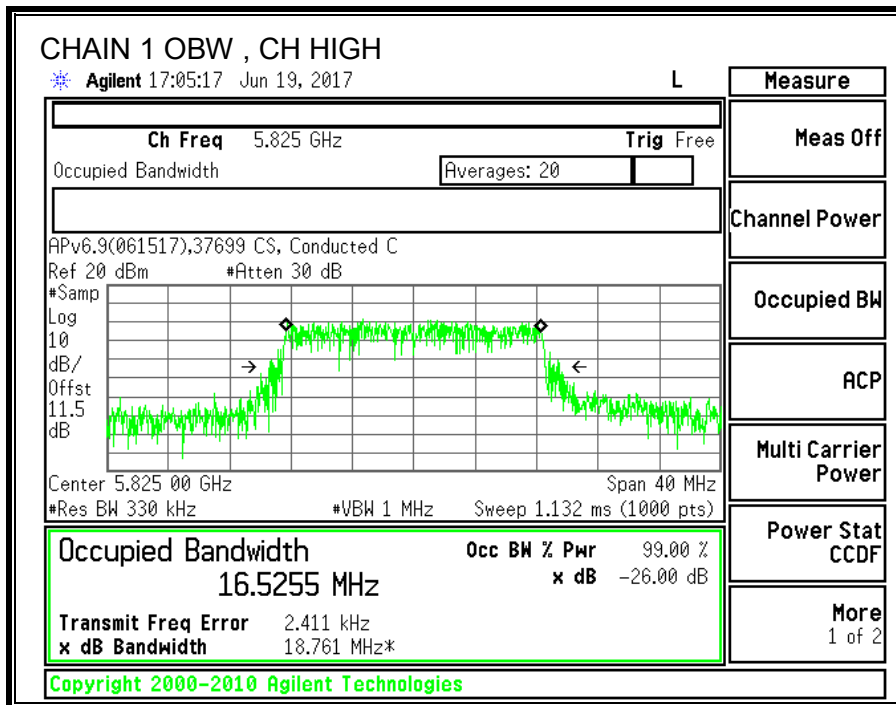 CHAIN 1 OBW , CH HIGH
Agilent 17:05:17 Jun 19, 2017 L
Measure
Ch Freq 5.825 GHz Trig Free
Occupied Bandwidth Averages: 20
APv6.9(061517),37699 CS, Conducted C
Ref 20 dBm #Atten 30 dB
#Samp
Log
10
dB/
Offst
11.5
dB
Center 5.825 00 GHz Span 40 MHz
#Res BW 330 kHz #VBW 1 MHz Sweep 1.132 ms (1000 pts)
Occupied Bandwidth Occ BW % Pwr 99.00 %
16.5255 MHz x dB -26.00 dB
Transmit Freq Error 2.411 kHz
x dB Bandwidth 18.761 MHz*
Meas Off
Channel Power
Occupied BW
ACP
Multi Carrier
Power
Power Stat
CCDF
More
1 of 2
Copyright 2000-2010 Agilent Technologies